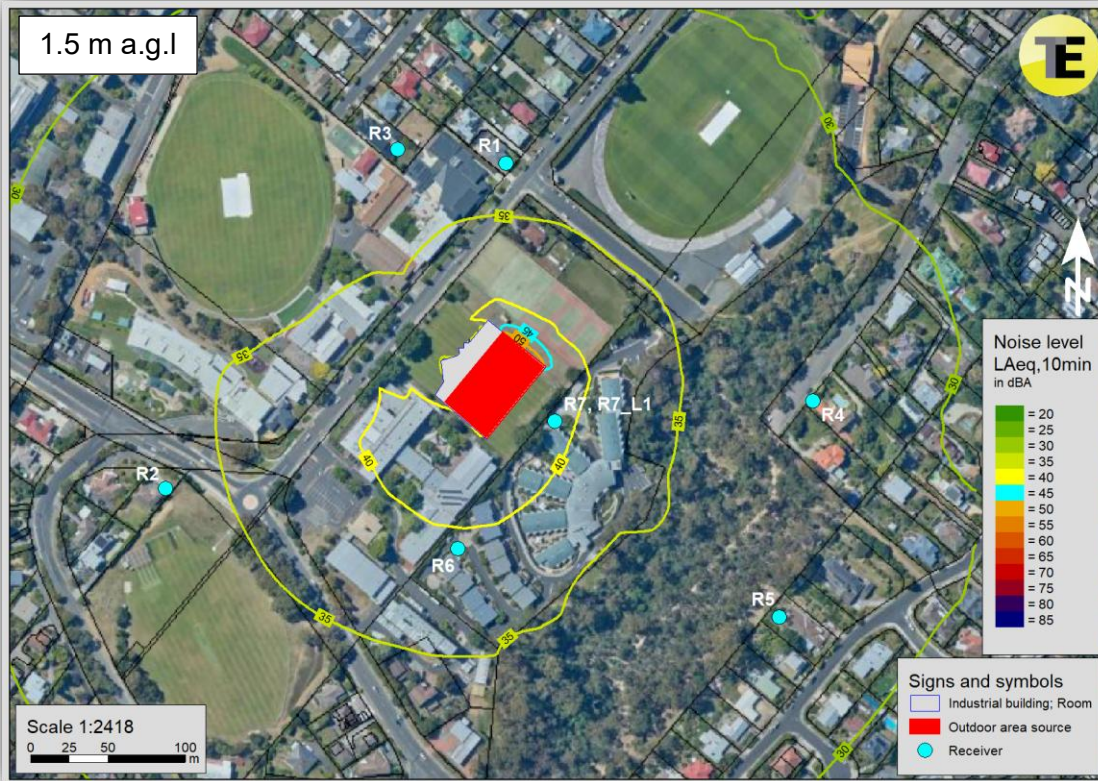 1.5 m a.g.l
TE
30
30
35
R3
R1
45
50
35
R7, R7_L1
35
40
40
R4
30
R2
R6
35
35
R5
30
N
Noise level
LAeq,10min
in dBA
= 20
= 25
= 30
= 35
= 40
= 45
= 50
= 55
= 60
= 65
= 70
= 75
= 80
= 85
Signs and symbols
Industrial building; Room
Outdoor area source
Receiver
Scale 1:2418
0 25 50 100
m